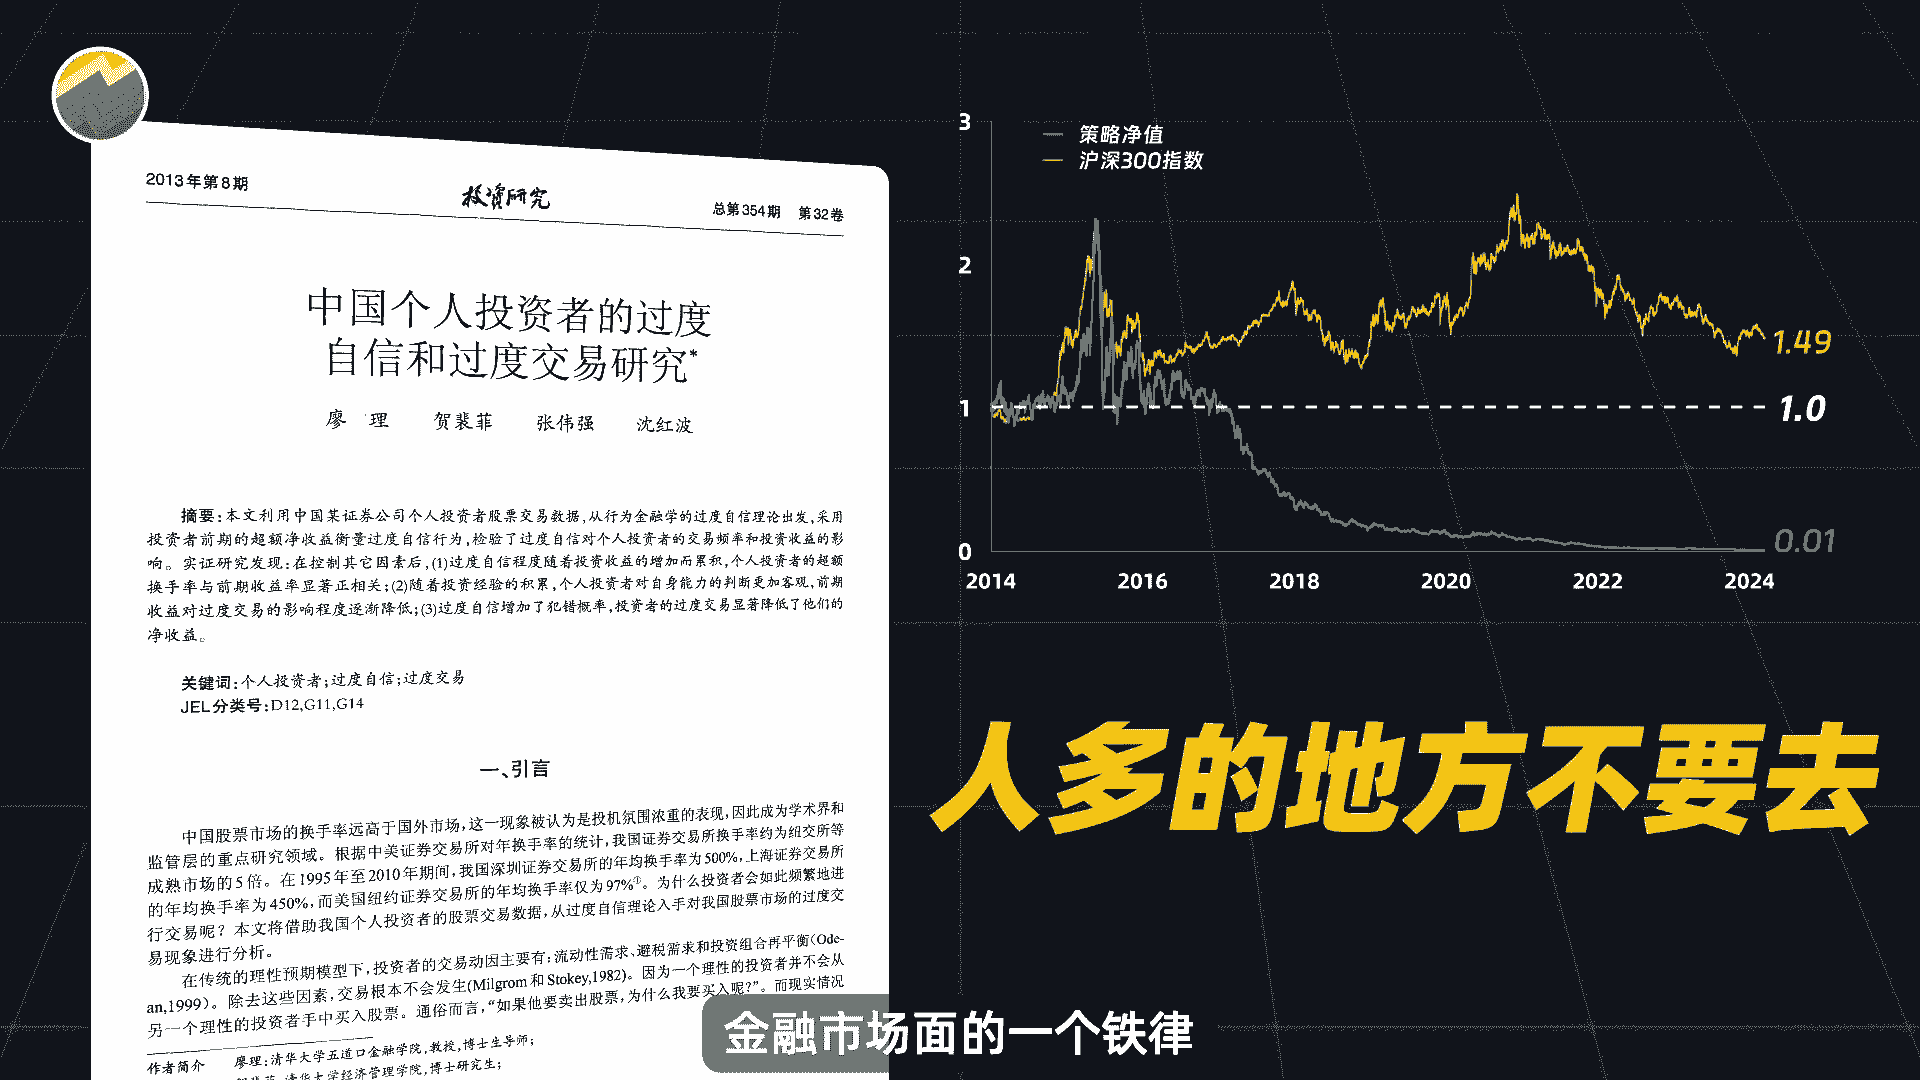 2013年第8期
投资研究
总第354期 第32卷
中国个人投资者的过度
自信和过度交易研究*
廖 理 贺裴菲 张伟强 沈红波
摘要:本文利用中国某证券公司个人投资者股票交易数据,从行为金融学的过度自信理论出发,采用
投资者前期的超额净收益衡量过度自信行为,检验了过度自信对个人投资者的交易频率和投资收益的影
响。实证研究发现:在控制其它因素后,(1)过度自信程度随着投资收益的增加而累积,个人投资者的超额
换手率与前期收益率显著正相关;(2)随着投资经验的积累,个人投资者对自身能力的判断更加客观,前期
收益对过度交易的影响程度逐渐降低;(3)过度自信增加了犯错概率,投资者的过度交易显著降低了他们的
净收益。
关键词:个人投资者;过度自信;过度交易
JEL分类号:D12,G11,G14
一、引言
中国股票市场的换手率远高于国外市场,这一现象被认为是投机氛围浓重的表现,因此成为学术界和
监管层的重点研究领域。根据中美证券交易所对年换手率的统计,我国证券交易所换手率约为纽交所等
成熟市场的5倍。在1995年至2010年期间,我国深圳证券交易所的年均换手率为500%,上海证券交易所
的年均换手率为450%,而美国纽约证券交易所的年均换手率仅为97%①。为什么投资者会如此频繁地进
行交易呢?本文将借助我国个人投资者的股票交易数据,从过度自信理论入手对我国股票市场的过度交
易现象进行分析。
在传统的理性预期模型下,投资者的交易动因主要有:流动性需求、避税需求和投资组合再平衡(Ode-
an,1999)。除去这些因素,交易根本不会发生(Milgrom和Stokey,1982)。因为一个理性的投资者并不会从
另一个理性的投资者手中买入股票。通俗而言,“如果他要卖出股票,为什么我要买入呢?”。而现实情况
作者简介 廖理:清华大学五道口金融学院,教授,博士生导师;
清华大学经济管理学院,博士研究生;
策略净值
沪深300指数
3
2
1
0
1.49
1.0
0.01
2014 2016 2018 2020 2022 2024
人多的地方不要去
金融市场面的一个铁律